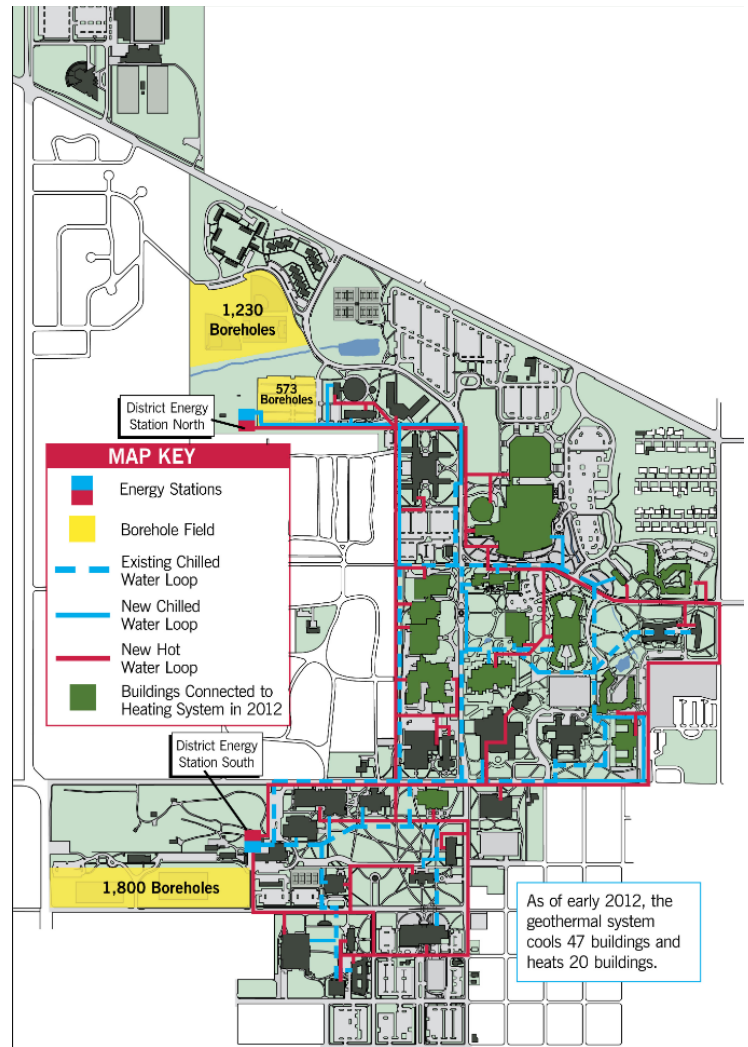 1,230
Boreholes
573
Boreholes
District Energy
Station North
MAP KEY
Energy Stations
Borehole Field
Existing Chilled
Water Loop
New Chilled
Water Loop
New Hot
Water Loop
Buildings Connected to
Heating System in 2012
District Energy
Station South
1,800 Boreholes
As of early 2012, the
geothermal system
cools 47 buildings and
heats 20 buildings.